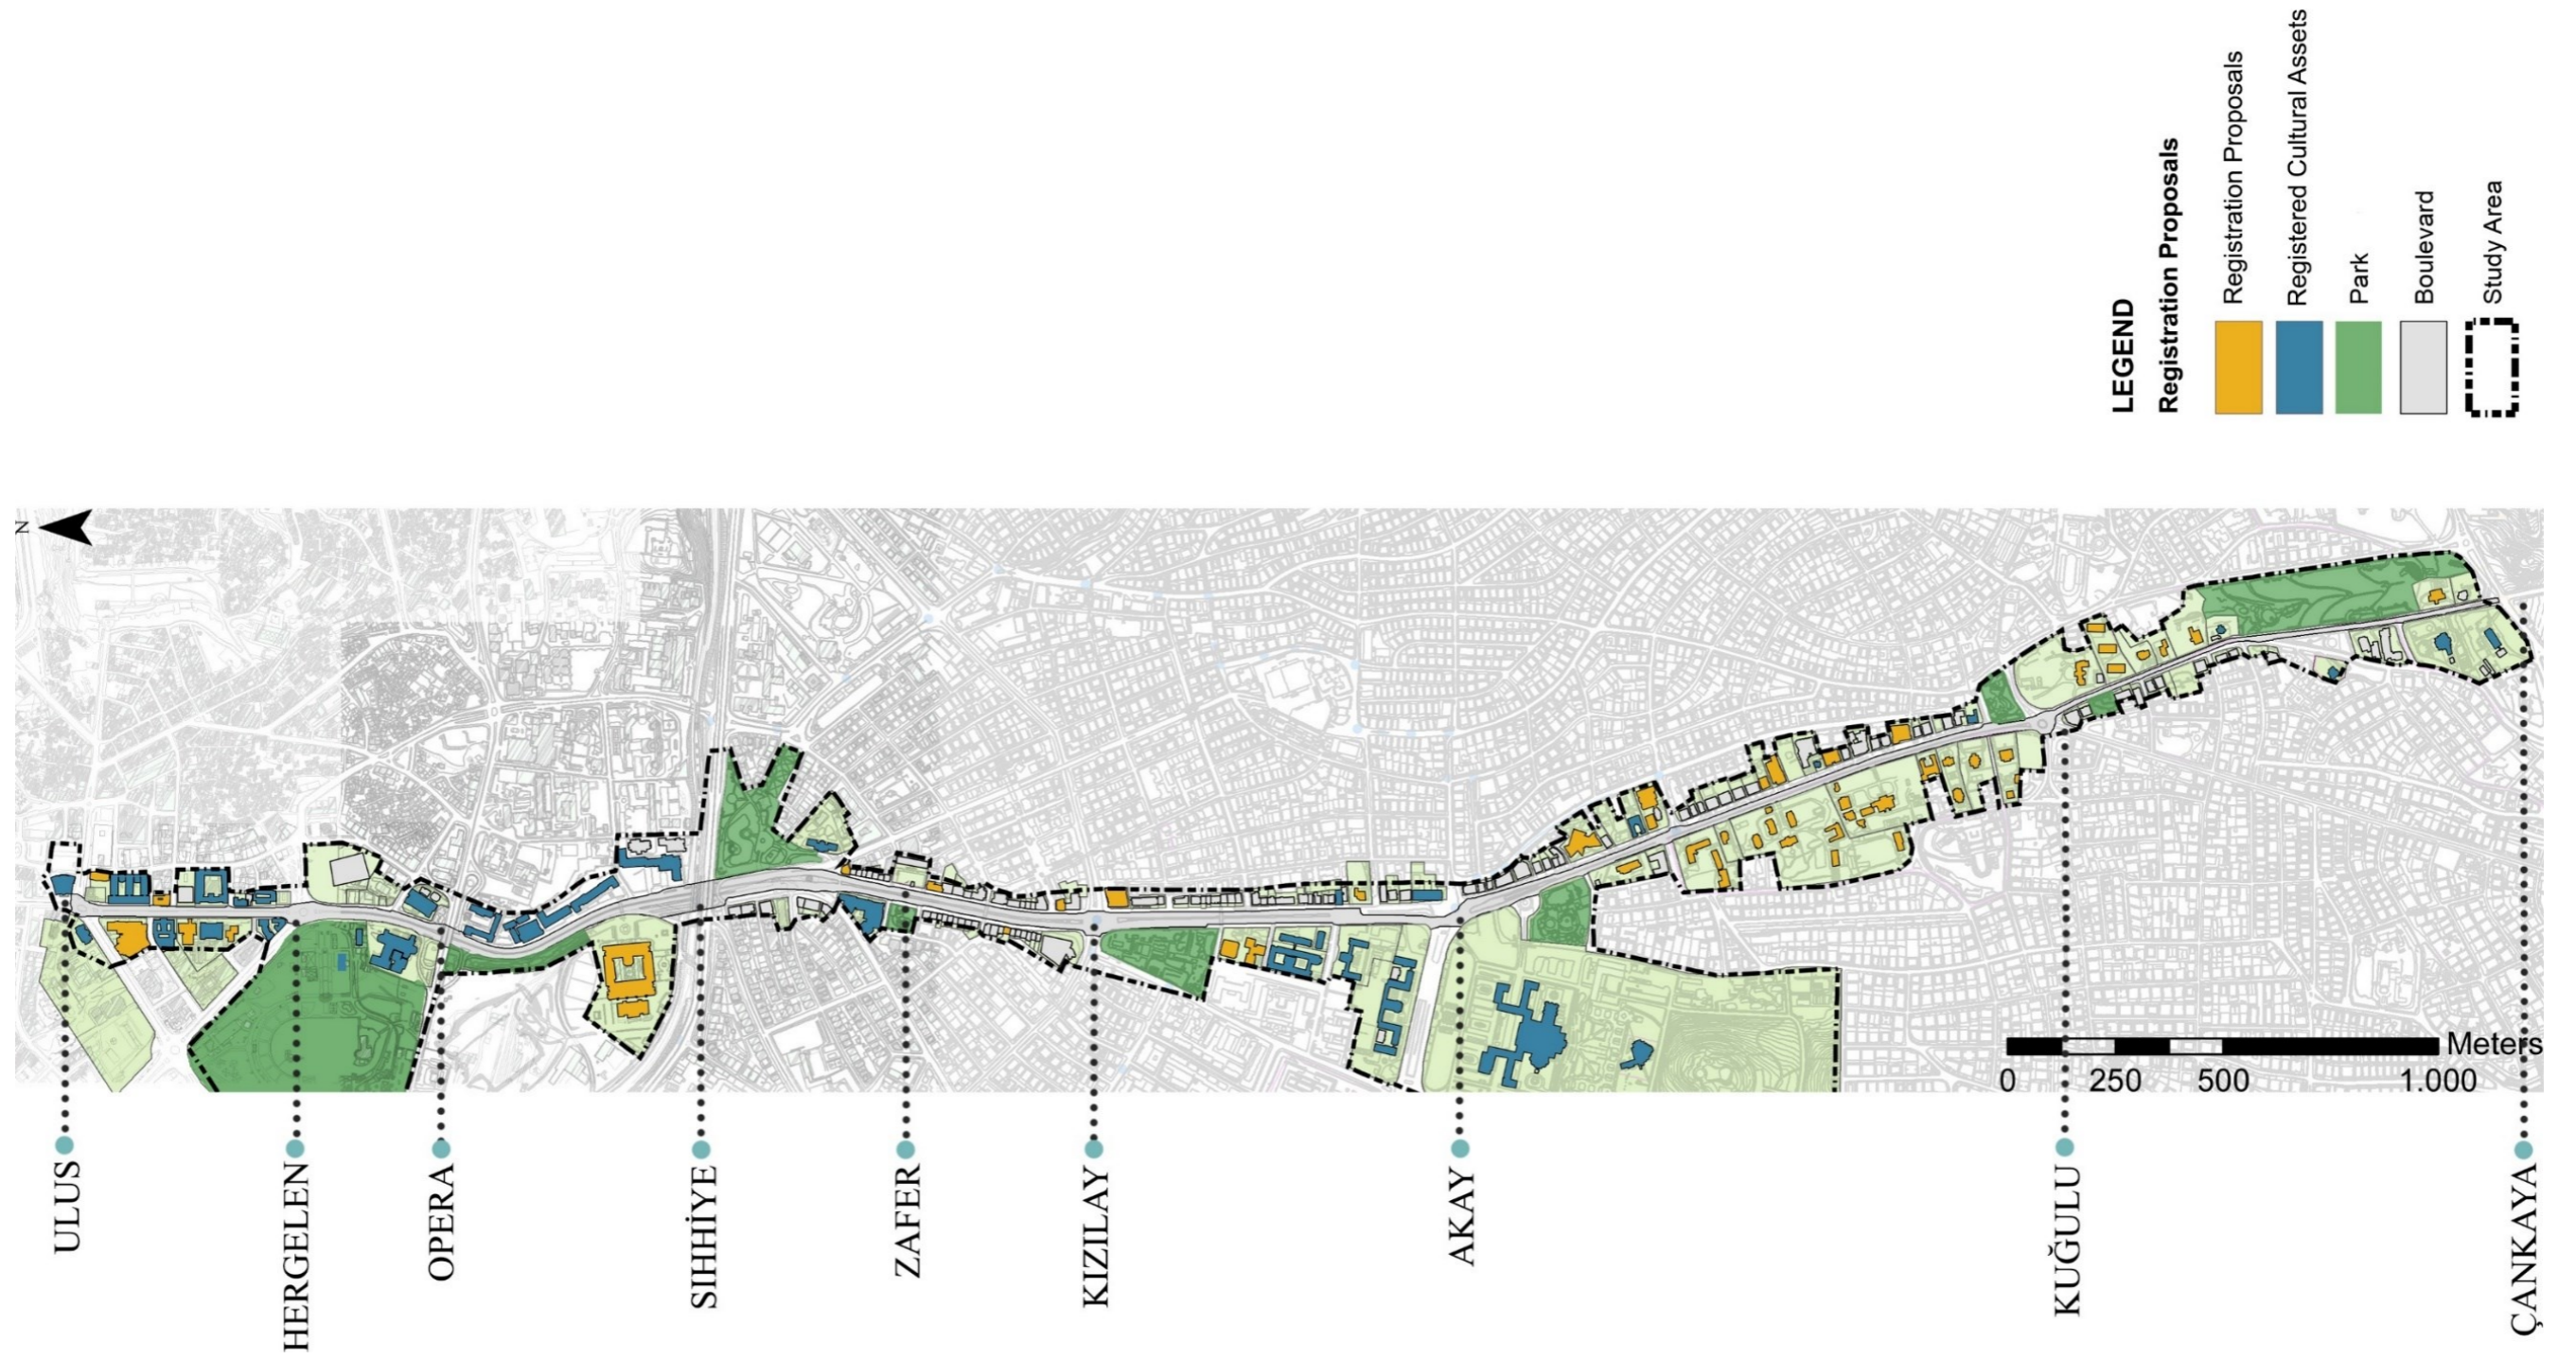 LEGEND
Registration Proposals
Registration Proposals
Registered Cultural Assets
Park
Boulevard
Study Area
N
Meters
0 250 500 1.000
ULUS
HERGELEN
OPERA
SIHHİYE
ZAFER
KIZILAY
AKAY
KUĞULU
ÇANKAYA